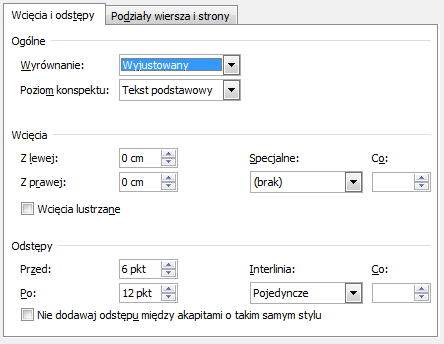 Wcięcia i odstępy Podziały wiersza i strony
Ogólne
Wyrównanie: Wyjustowany
Poziom konspektu: Tekst podstawowy
Wcięcia
Z lewej: 0 cm Specjalne: Co:
Z prawej: 0 cm (brak)
Wcięcia lustrzane
Odstępy
Przed: 6 pkt Interlinia: Co:
Po: 12 pkt Pojedyncze
Nie dodawaj odstępu między akapitami o takim samym stylu